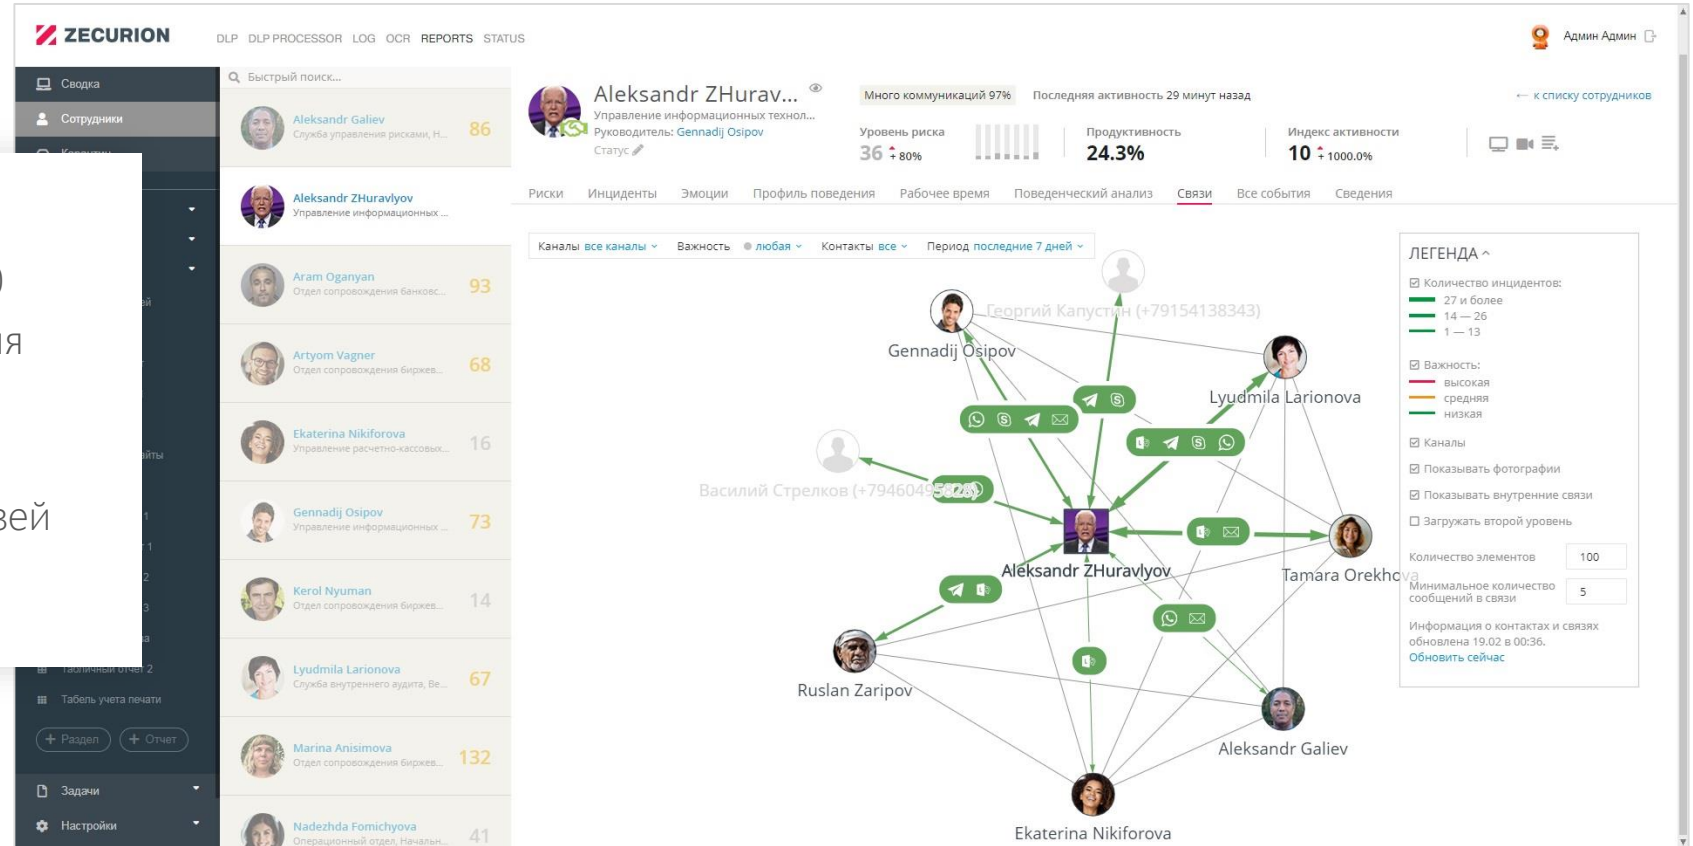 ZECURION
DLP DLP PROCESSOR LOG OCR REPORTS STATUS
Админ Админ
Сводка
Сотрудники
ия
зей
ей
айты
Табличный отчет 2
Табель учета печати
+ Раздел + Отчет
Задачи
Настройки
Быстрый поиск...
Aleksandr Galiev
Служба управления рисками, Н...
86
Aleksandr ZHuravlyov
Управление информационных ...
Aram Oganyan
Отдел сопровождения банковс...
93
Artyom Vagner
Отдел сопровождения биржев...
68
Ekaterina Nikiforova
Управление расчетно-кассовых...
16
Gennadij Osipov
Управление информационных ...
73
Kerol Nyuman
Отдел сопровождения биржев...
14
Lyudmila Larionova
Служба внутреннего аудита, Ве...
67
Marina Anisimova
Отдел сопровождения биржев...
132
Nadezhda Fomichyova
Операционный отдел, Начальн...
41
Aleksandr ZHurav...
Управление информационных технол...
Руководитель: Gennadij Osipov
Статус
Много коммуникаций 97% Последняя активность 29 минут назад
← к списку сотрудников
Уровень риска
36 + 80%
Продуктивность
24.3%
Индекс активности
10 + 1000.0%
Риски Инциденты Эмоции Профиль поведения Рабочее время Поведенческий анализ Связи Все события Сведения
Каналы все каналы Важность любая Контакты все Период последние 7 дней
Георгий Капустин (+79154138343)
Gennadij Osipov
Lyudmila Larionova
Василий Стрелков (+79460495828)
Aleksandr ZHuravlyov
Tamara Orekhova
Ruslan Zaripov
Aleksandr Galiev
Ekaterina Nikiforova
ЛЕГЕНДА
Количество инцидентов:
27 и более
14 — 26
1 — 13
Важность:
высокая
средняя
низкая
Каналы
Показывать фотографии
Показывать внутренние связи
Загружать второй уровень
Количество элементов 100
Минимальное количество
сообщений в связи 5
Информация о контактах и связях
обновлена 19.02 в 00:36.
Обновить сейчас